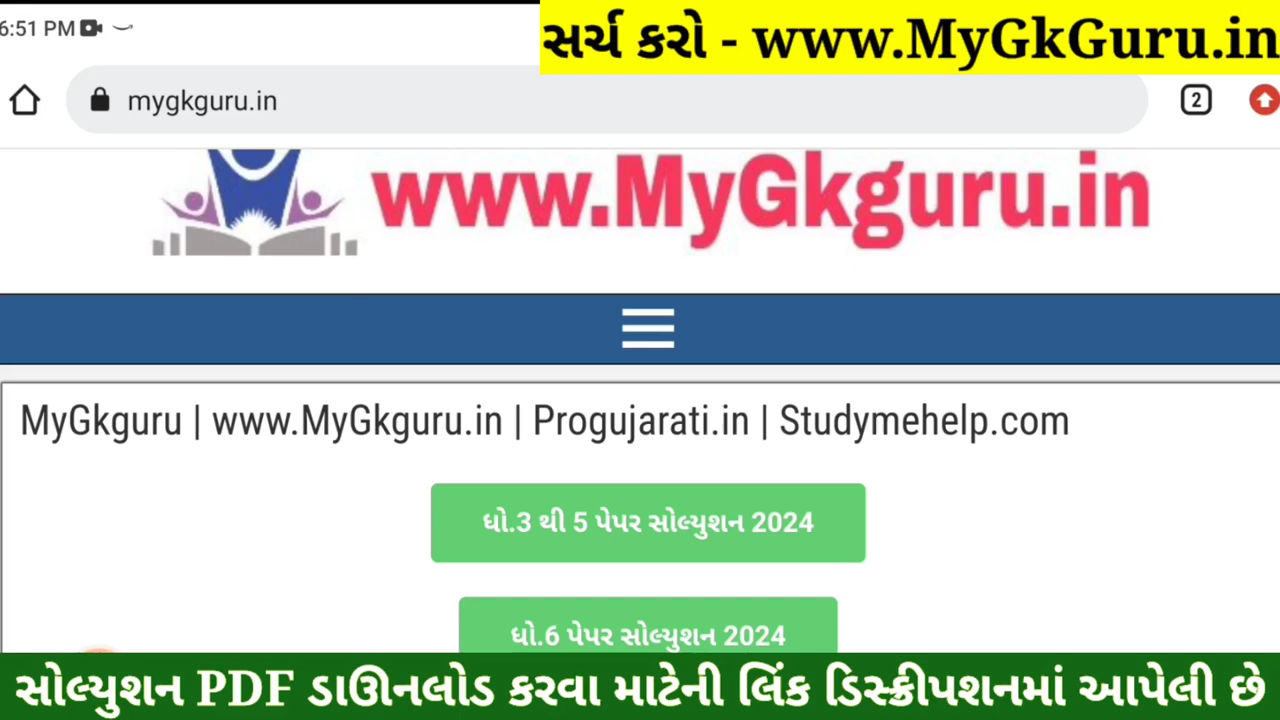 6:51 PM
સર્ચ કરો - www.MyGkGuru.in
mygkguru.in
2
www.MyGkguru.in
MyGkguru | www.MyGkguru.in | Progujarati.in | Studymehelp.com
ધો.3 થી 5 પેપર સોલ્યુશન 2024
ધો.6 પેપર સોલ્યુશન 2024
સોલ્યુશન PDF ડાઊનલોડ કરવા માટેની લિંક ડિસ્ક્રીપશનમાં આપેલી છે